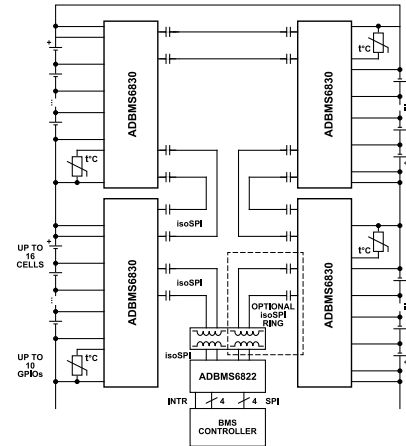 ADBMS6830
ADBMS6830
t°C
t°C
isoSPI
UP TO
16
CELLS
ADBMS6830
ADBMS6830
t°C
isoSPI
OPTIONAL
isoSPI
RING
UP TO
10
GPIOs
t°C
isoSPI
ADBMS6822
INTR
4
4
SPI
BMS
CONTROLLER